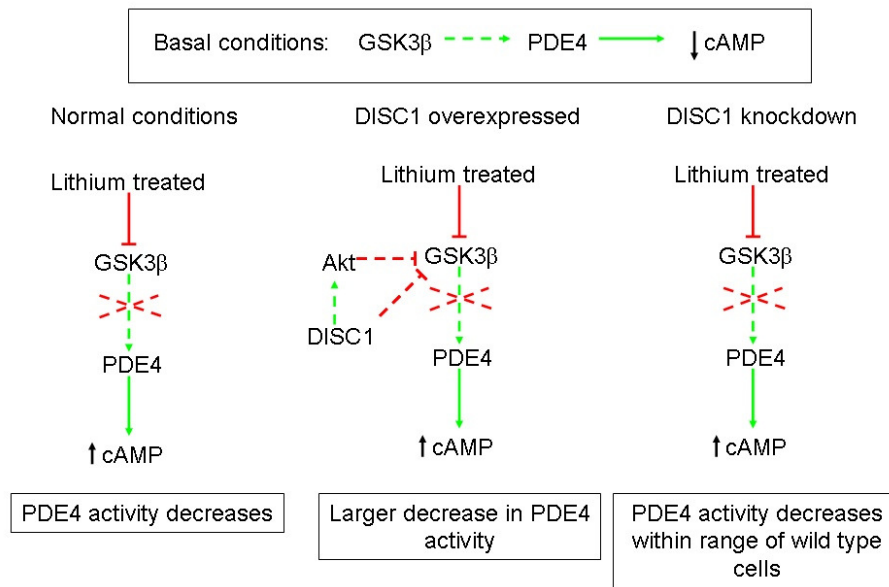 Basal conditions: GSK3β PDE4 cAMP
Normal conditions DISC1 overexpressed DISC1 knockdown
Lithium treated Lithium treated Lithium treated
GSK3β Akt GSK3β GSK3β
DISC1
PDE4 PDE4 PDE4
cAMP cAMP cAMP
PDE4 activity decreases
Larger decrease in PDE4
activity
PDE4 activity decreases
within range of wild type
cells